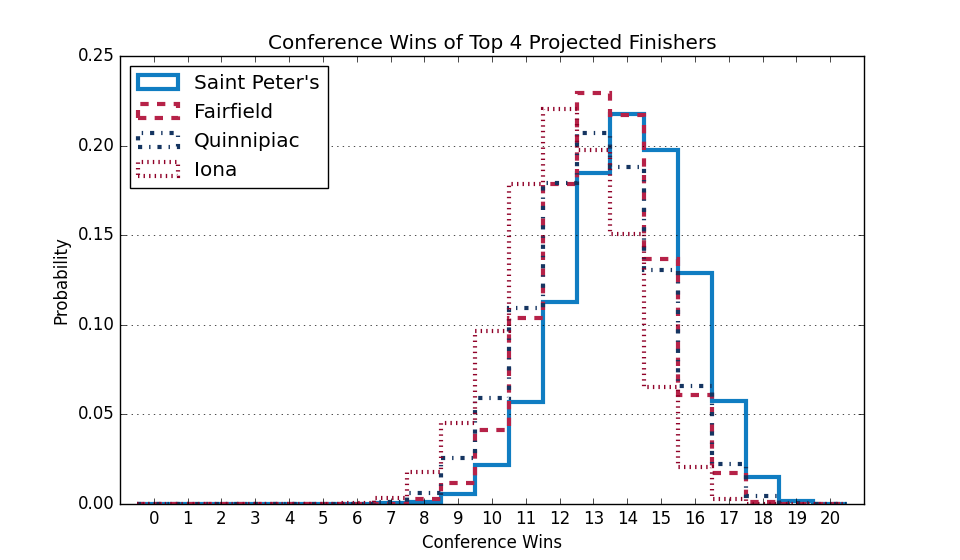 Conference Wins of Top 4 Projected Finishers
0.25
0.20
0.15
0.10
0.05
0.00
Probability
Saint Peter's
Fairfield
Quinnipiac
Iona
0 1 2 3 4 5 6 7 8 9 10 11 12 13 14 15 16 17 18 19 20
Conference Wins